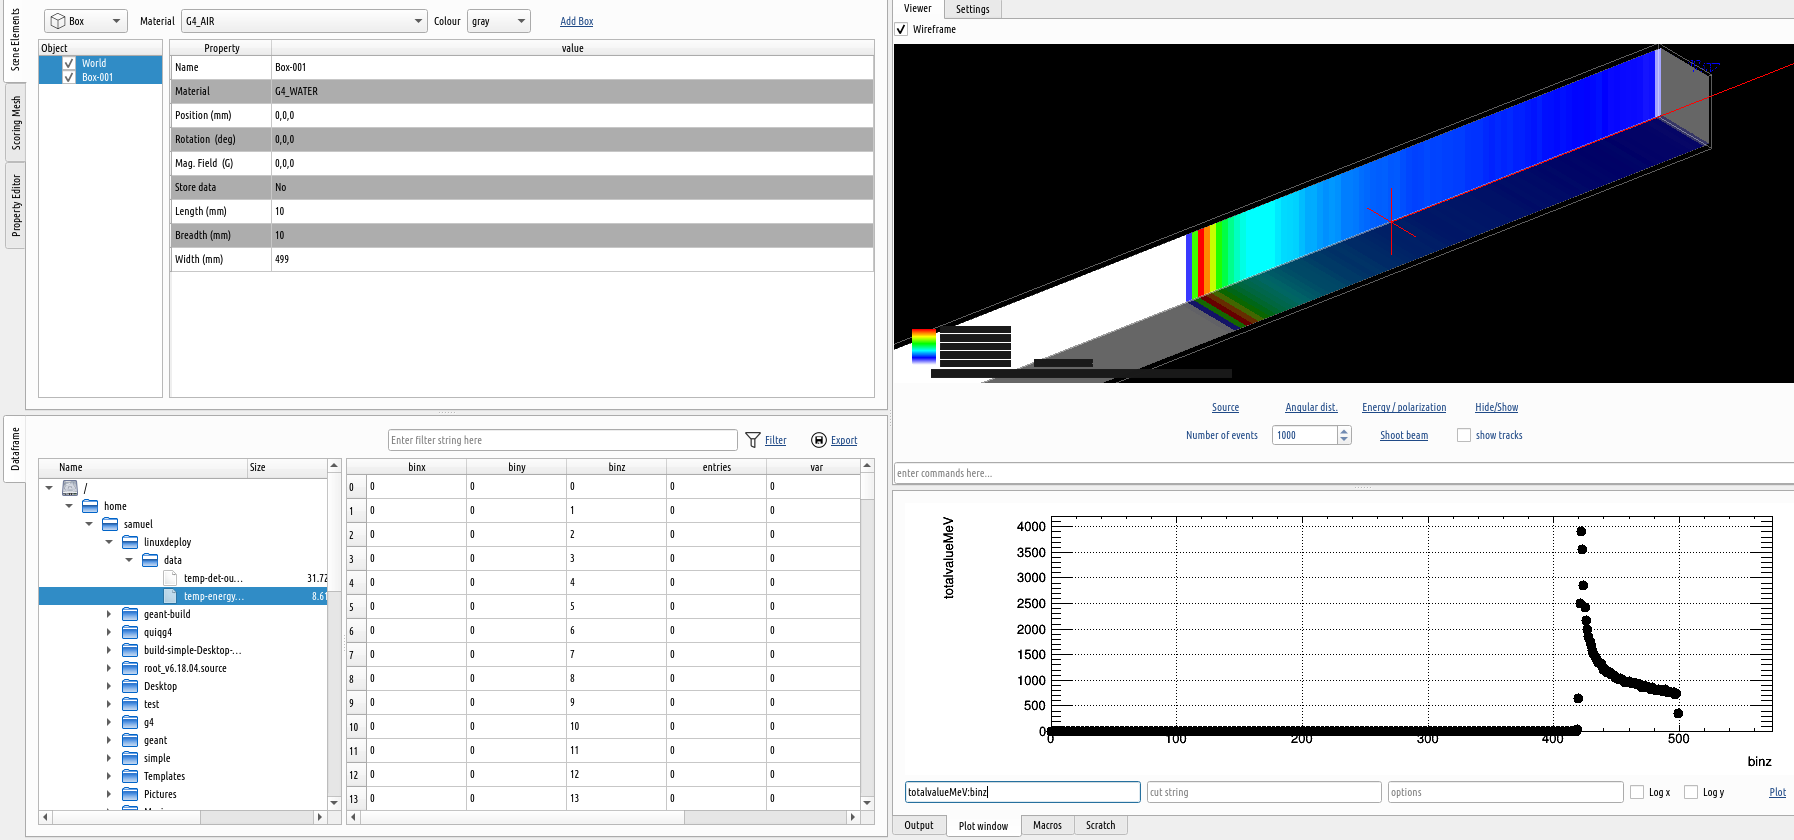 Scene Elements
Scoring Mesh
Property Editor
Box
Material
G4_AIR
Colour
gray
Add Box
Object
World
Box-001
Property value
Name Box-001
Material G4_WATER
Position (mm) 0,0,0
Rotation (deg) 0,0,0
Mag. Field (G) 0,0,0
Store data No
Length (mm) 10
Breadth (mm) 10
Width (mm) 499
Viewer Settings
Wireframe
Source Angular dist. Energy / polarization Hide/Show
Number of events 1000 Shoot beam show tracks
enter commands here...
Dataframe
Enter filter string here Filter Export
Name Size
/
home
samuel
linuxdeploy
data
temp-det-ou... 31.72
temp-energy... 8.61
geant-build
quiqg4
build-simple-Desktop-...
root_v6.18.04.source
Desktop
test
g4
geant
simple
Templates
Pictures
binx biny binz entries var
0 0 0 0 0 0
1 0 0 1 0 0
2 0 0 2 0 0
3 0 0 3 0 0
4 0 0 4 0 0
5 0 0 5 0 0
6 0 0 6 0 0
7 0 0 7 0 0
8 0 0 8 0 0
9 0 0 9 0 0
10 0 0 10 0 0
11 0 0 11 0 0
12 0 0 12 0 0
13 0 0 13 0 0
totalvalueMeV
4000
3500
3000
2500
2000
1500
1000
500
0
0 100 200 300 400 500
binz
totalvalueMeV:binz cut string options Log x Log y Plot
Output Plot window Macros Scratch